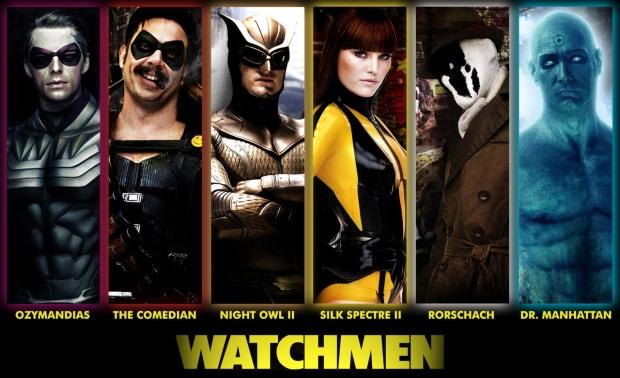 OZYMANDIAS
THE COMEDIAN
NIGHT OWL II
SILK SPECTRE II
RORSCHACH
DR. MANHATTAN
WATCHMEN